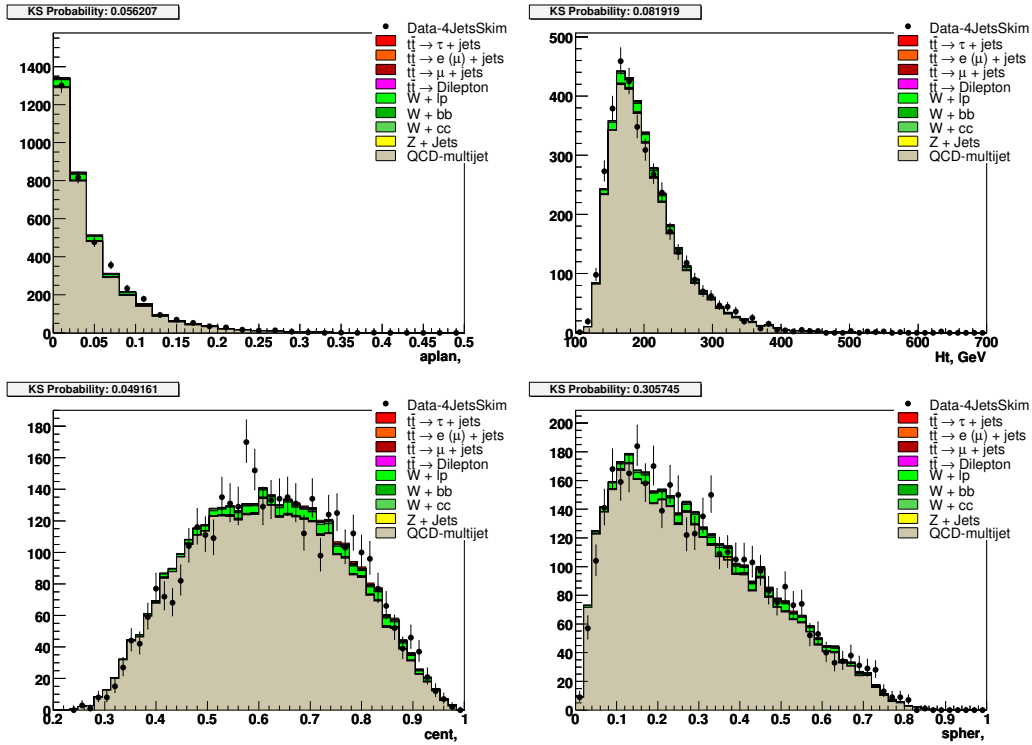 KS Probability: 0.056207
Data-4JetsSkim
tt̄ → τ + jets
tt̄ → e (μ) + jets
tt̄ → μ + jets
tt̄ → Dilepton
W + lp
W + bb
W + cc
Z + Jets
QCD-multijet
1400
1200
1000
800
600
400
200
0
0 0.05 0.1 0.15 0.2 0.25 0.3 0.35 0.4 0.45 0.5
aplan,
KS Probability: 0.081919
Data-4JetsSkim
tt̄ → τ + jets
tt̄ → e (μ) + jets
tt̄ → μ + jets
tt̄ → Dilepton
W + lp
W + bb
W + cc
Z + Jets
QCD-multijet
500
400
300
200
100
0
100 200 300 400 500 600 700
Ht, GeV
KS Probability: 0.049161
Data-4JetsSkim
tt̄ → τ + jets
tt̄ → e (μ) + jets
tt̄ → μ + jets
tt̄ → Dilepton
W + lp
W + bb
W + cc
Z + Jets
QCD-multijet
180
160
140
120
100
80
60
40
20
0
0.2 0.3 0.4 0.5 0.6 0.7 0.8 0.9 1
cent,
KS Probability: 0.305745
Data-4JetsSkim
tt̄ → τ + jets
tt̄ → e (μ) + jets
tt̄ → μ + jets
tt̄ → Dilepton
W + lp
W + bb
W + cc
Z + Jets
QCD-multijet
200
180
160
140
120
100
80
60
40
20
0
0 0.1 0.2 0.3 0.4 0.5 0.6 0.7 0.8 0.9 1
spher,